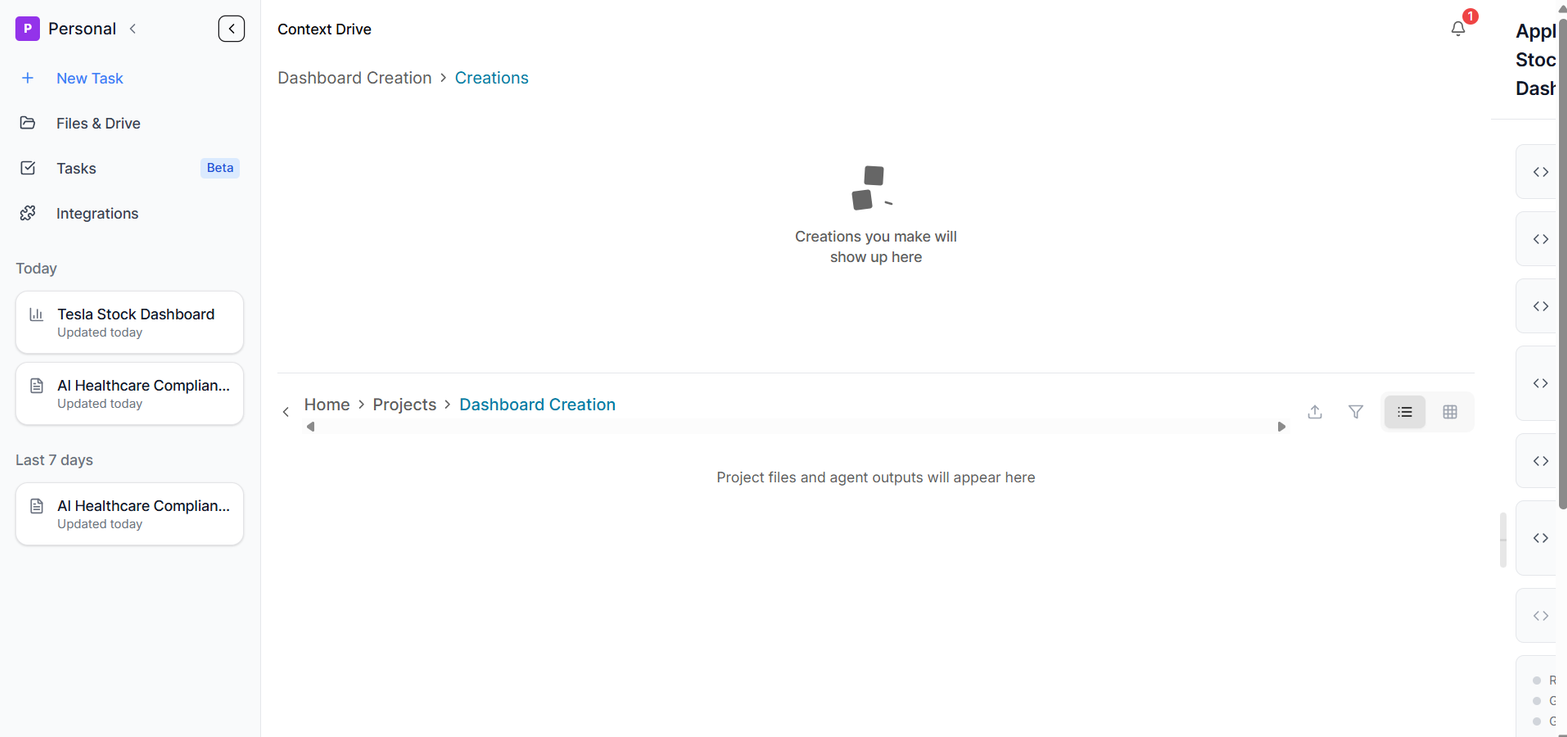 P Personal
New Task
Files & Drive
Tasks
Beta
Integrations
Today
Tesla Stock Dashboard
Updated today
AI Healthcare Complian...
Updated today
Last 7 days
AI Healthcare Complian...
Updated today
Context Drive
1
Dashboard Creation > Creations
Creations you make will
show up here
Home > Projects > Dashboard Creation
Project files and agent outputs will appear here
Appl
Stoc
Dash
R
G
G